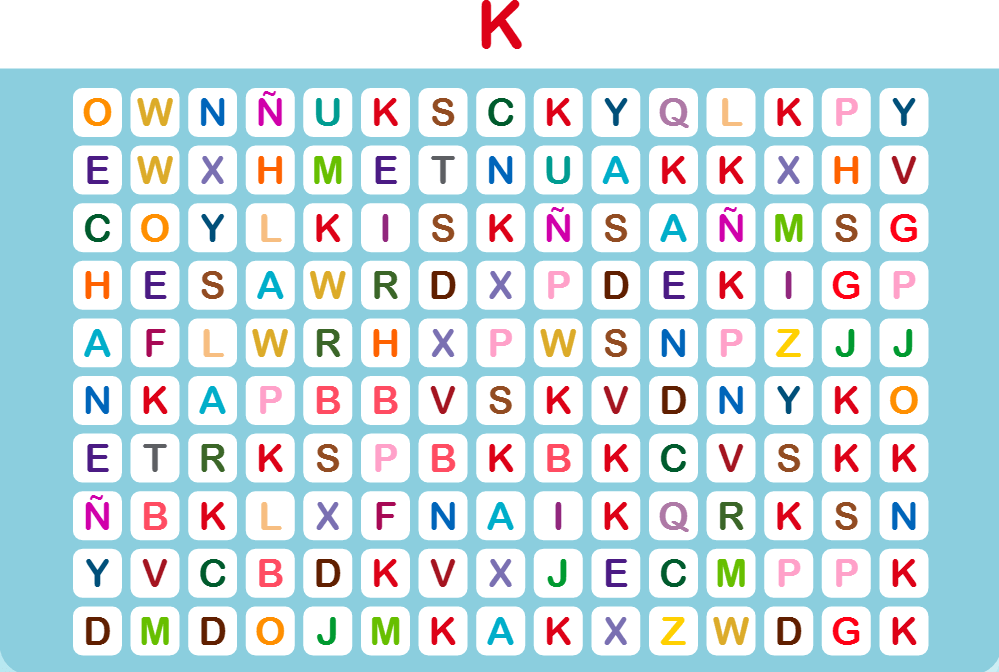 K
O W N Ñ U K S C K Y Q L K P Y
E W X H M E T N U A K K X H V
C O Y L K I S K Ñ S A Ñ M S G
H E S A W R D X P D E K I G P
A F L W R H X P W S N P Z J J
N K A P B B V S K V D N Y K O
E T R K S P B K B K C V S K K
Ñ B K L X F N A I K Q R K S N
Y V C B D K V X J E C M P P K
D M D O J M K A K X Z W D G K